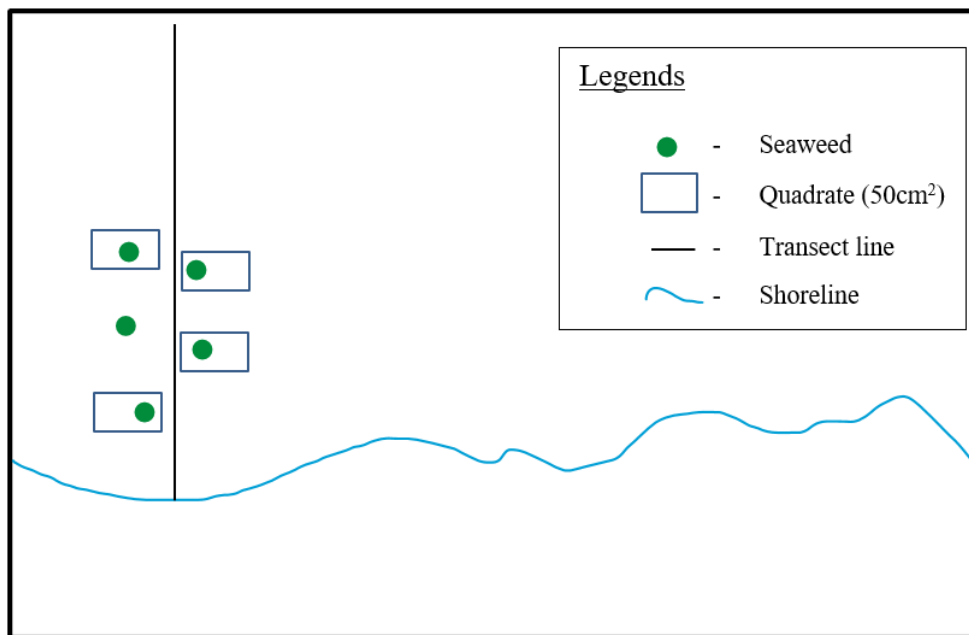 Legends
- Seaweed
- Quadrate (50cm²)
- Transect line
- Shoreline